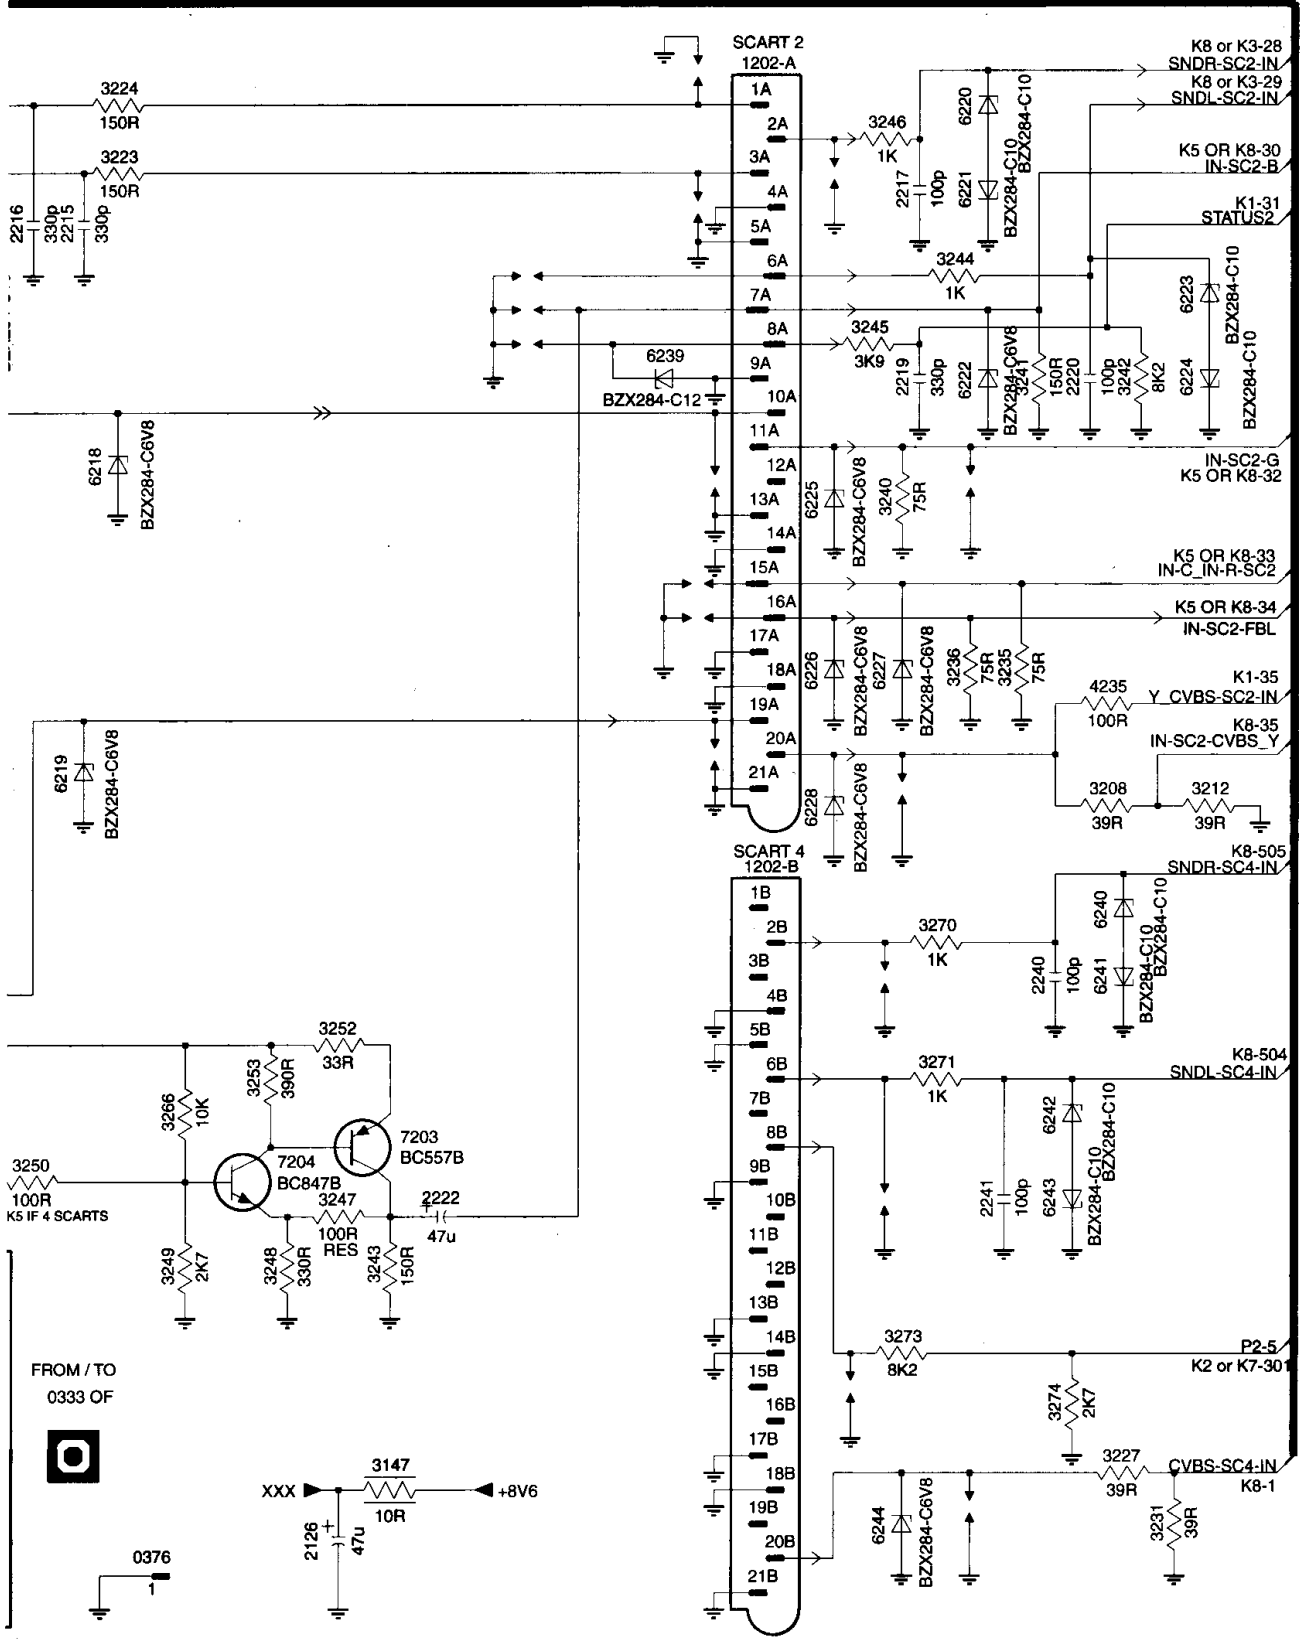 SCART 2
1202-A
K8 or K3-28
SNDR-SC2-IN
K8 or K3-29
SNDL-SC2-IN
K5 OR K8-30
IN-SC2-B
K1-31
STATUS2
3224
150R
3223
150R
2216
330p
2215
330p
1A
2A
3A
4A
5A
6A
7A
8A
9A
10A
11A
12A
13A
14A
15A
16A
17A
18A
19A
20A
21A
3246
1K
2217
100p
6220
BZX284-C10
6221
BZX284-C10
3244
1K
6223
BZX284-C10
6224
BZX284-C10
3245
3K9
2219
330p
6222
BZX284-C6V8
3241
150R
2220
100p
3242
8K2
6239
BZX284-C12
6218
BZX284-C6V8
IN-SC2-G
K5 OR K8-32
6225
BZX284-C6V8
3240
75R
K5 OR K8-33
IN-C_IN-R-SC2
K5 OR K8-34
IN-SC2-FBL
6226
BZX284-C6V8
6227
BZX284-C6V8
3236
75R
3235
75R
K1-35
Y_CVBS-SC2-IN
4235
100R
K8-35
IN-SC2-CVBS_Y
6219
BZX284-C6V8
6228
BZX284-C6V8
3208
39R
3212
39R
SCART 4
1202-B
K8-505
SNDR-SC4-IN
1B
2B
3B
4B
5B
6B
7B
8B
9B
10B
11B
12B
13B
14B
15B
16B
17B
18B
19B
20B
21B
3270
1K
2240
100p
6240
BZX284-C10
6241
BZX284-C10
K8-504
SNDL-SC4-IN
3271
1K
2241
100p
6242
BZX284-C10
6243
BZX284-C10
3252
33R
3253
390R
3266
10K
7203
BC557B
7204
BC847B
3250
100R
K5 IF 4 SCARTS
3247
100R
RES
+
2222
47u
3249
2K7
3248
330R
3243
150R
3273
8K2
P2-5
K2 or K7-301
3274
2K7
FROM / TO
0333 OF
O
3147
XXX
+8V6
10R
2126
+
47u
0376
1
3227
39R
CVBS-SC4-IN
K8-1
6244
BZX284-C6V8
3231
39R